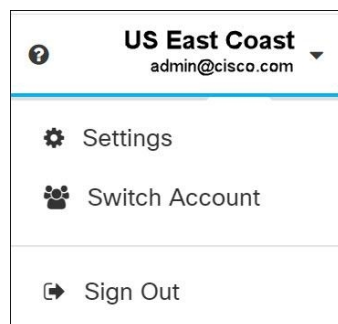 US East Coast
admin@cisco.com
Settings
Switch Account
Sign Out